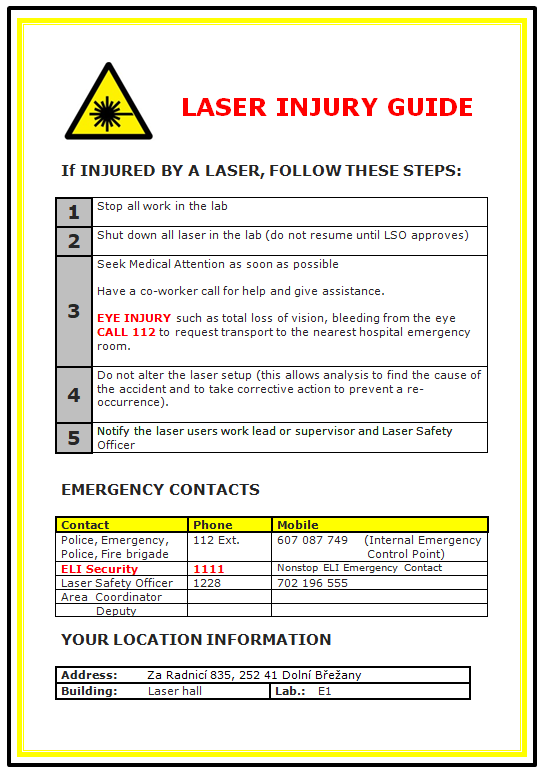 LASER INJURY GUIDE
If INJURED BY A LASER, FOLLOW THESE STEPS:
1 Stop all work in the lab
2 Shut down all laser in the lab (do not resume until LSO approves)
3 Seek Medical Attention as soon as possible
Have a co-worker call for help and give assistance.
EYE INJURY such as total loss of vision, bleeding from the eye
CALL 112 to request transport to the nearest hospital emergency
room.
4 Do not alter the laser setup (this allows analysis to find the cause of
the accident and to take corrective action to prevent a re-
occurrence).
5 Notify the laser users work lead or supervisor and Laser Safety
Officer
EMERGENCY CONTACTS
Contact Phone Mobile
Police, Emergency, 112 Ext. 607 087 749 (Internal Emergency
Police, Fire brigade Control Point)
ELI Security 1111 Nonstop ELI Emergency Contact
Laser Safety Officer 1228 702 196 555
Area Coordinator
Deputy
YOUR LOCATION INFORMATION
Address: Za Radnicí 835, 252 41 Dolní Břežany
Building: Laser hall Lab.: E1